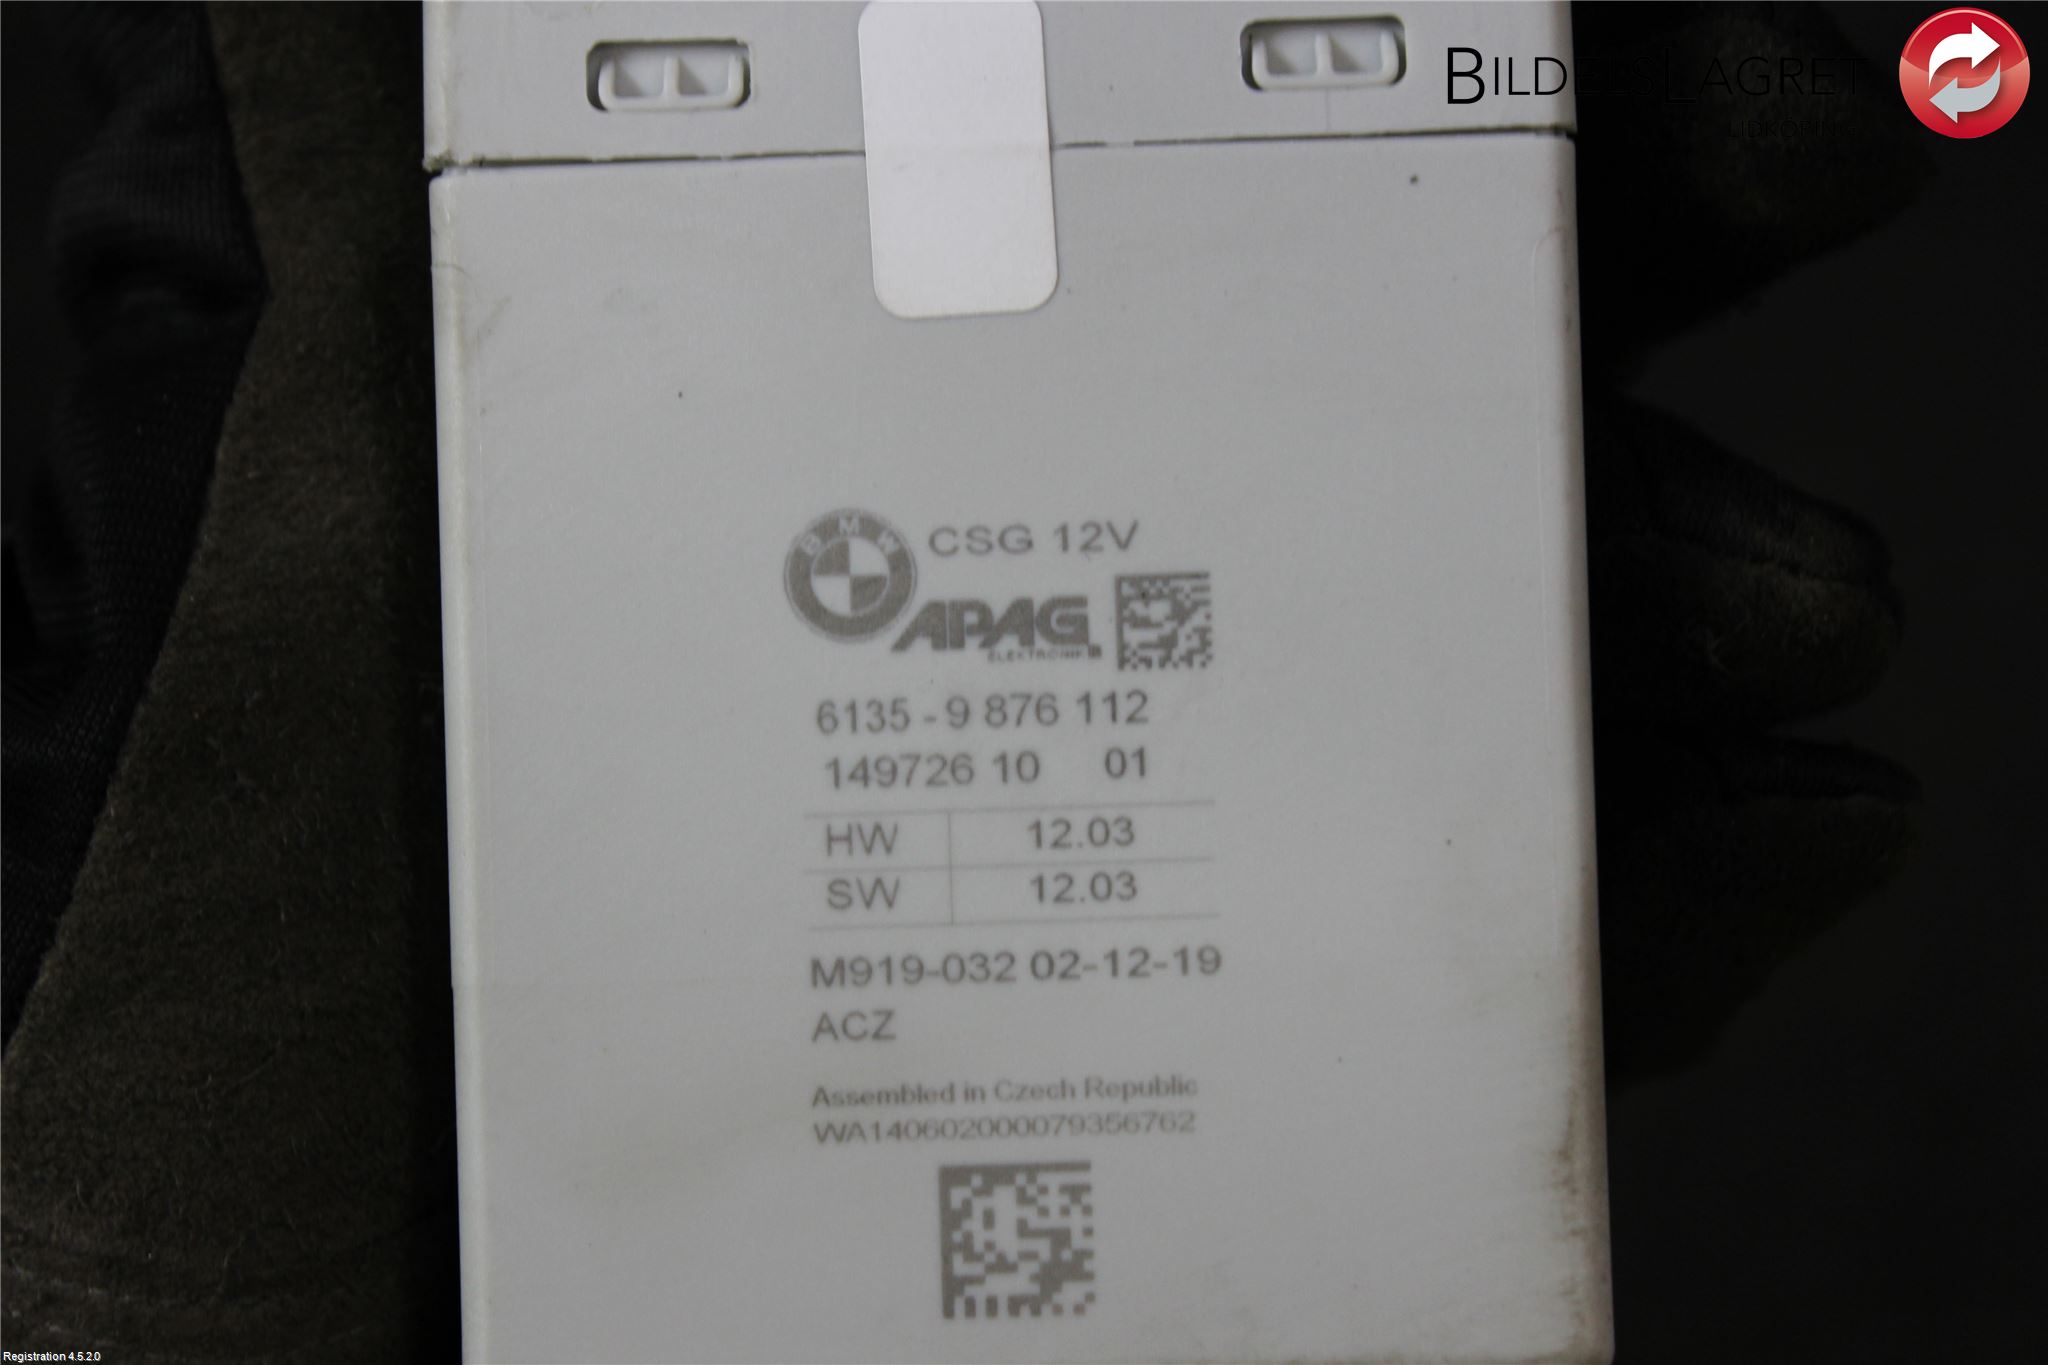 BILDELSLAGRET
LIDKÖPING
BMW
CSG 12V
APAG
ELEKTRONIK
6135 - 9 876 112
149726 10 01
HW 12.03
SW 12.03
M919-032 02-12-19
ACZ
Assembled in Czech Republic
WA140602000079356762
Registration 4.5.2.0